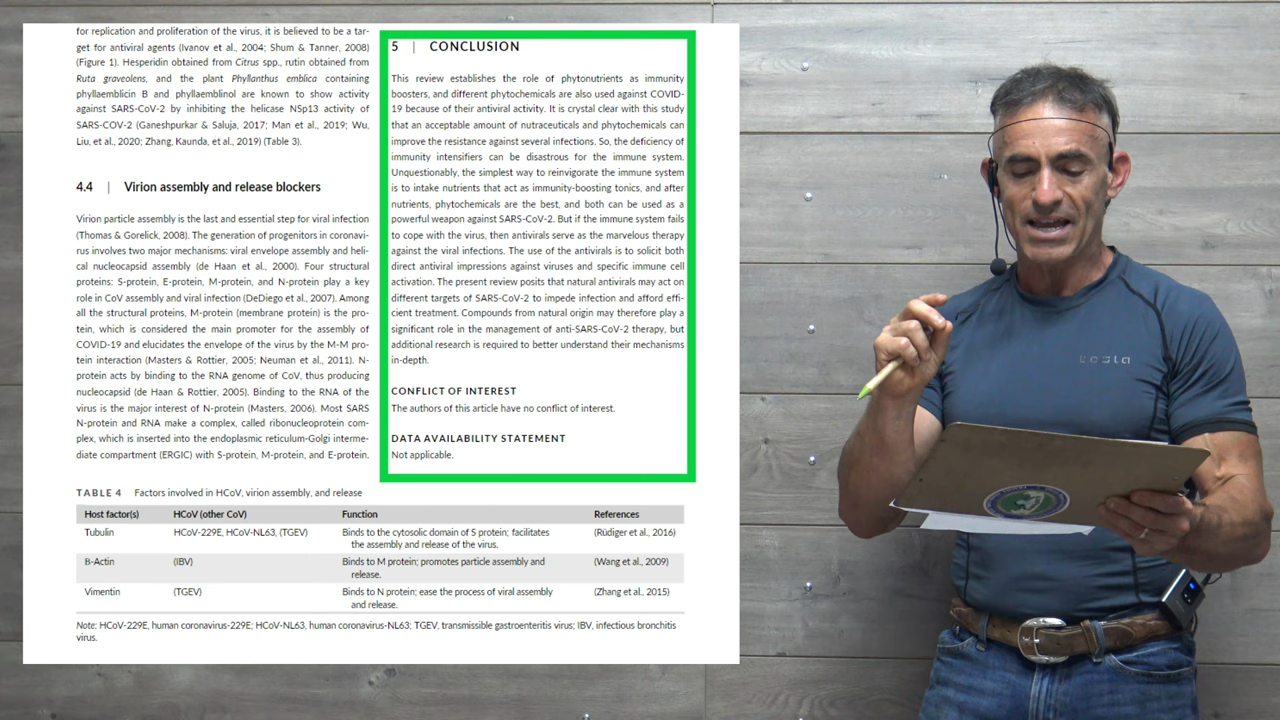 for replication and proliferation of the virus, it is believed to be a tar-
get for antiviral agents (Ivanov et al., 2004; Shum & Tanner, 2008)
(Figure 1). Hesperidin obtained from Citrus spp., rutin obtained from
Ruta graveolens, and the plant Phyllanthus emblica containing
phyllaemblicin B and phyllaemblinol are known to show activity
against SARS-CoV-2 by inhibiting the helicase NSp13 activity of
SARS-COV-2 (Ganeshpurkar & Saluja, 2017; Man et al., 2019; Wu,
Liu, et al., 2020; Zhang, Kaunda, et al., 2019) (Table 3).
4.4 | Virion assembly and release blockers
Virion particle assembly is the last and essential step for viral infection
(Thomas & Gorelick, 2008). The generation of progenitors in coronavi-
rus involves two major mechanisms: viral envelope assembly and heli-
cal nucleocapsid assembly (de Haan et al., 2000). Four structural
proteins: S-protein, E-protein, M-protein, and N-protein play a key
role in CoV assembly and viral infection (DeDiego et al., 2007). Among
all the structural proteins, M-protein (membrane protein) is the pro-
tein, which is considered the main promoter for the assembly of
COVID-19 and elucidates the envelope of the virus by the M-M pro-
tein interaction (Masters & Rottier, 2005; Neuman et al., 2011). N-
protein acts by binding to the RNA genome of CoV, thus producing
nucleocapsid (de Haan & Rottier, 2005). Binding to the RNA of the
virus is the major interest of N-protein (Masters, 2006). Most SARS
N-protein and RNA make a complex, called ribonucleoprotein com-
plex, which is inserted into the endoplasmic reticulum-Golgi interme-
diate compartment (ERGIC) with S-protein, M-protein, and E-protein.
5 | CONCLUSION
This review establishes the role of phytonutrients as immunity
boosters, and different phytochemicals are also used against COVID-
19 because of their antiviral activity. It is crystal clear with this study
that an acceptable amount of nutraceuticals and phytochemicals can
improve the resistance against several infections. So, the deficiency of
immunity intensifiers can be disastrous for the immune system.
Unquestionably, the simplest way to reinvigorate the immune system
is to intake nutrients that act as immunity-boosting tonics, and after
nutrients, phytochemicals are the best, and both can be used as a
powerful weapon against SARS-CoV-2. But if the immune system fails
to cope with the virus, then antivirals serve as the marvelous therapy
against the viral infections. The use of the antivirals is to solicit both
direct antiviral impressions against viruses and specific immune cell
activation. The present review posits that natural antivirals may act on
different targets of SARS-CoV-2 to impede infection and afford effi-
cient treatment. Compounds from natural origin may therefore play a
significant role in the management of anti-SARS-CoV-2 therapy, but
additional research is required to better understand their mechanisms
in-depth.
CONFLICT OF INTEREST
The authors of this article have no conflict of interest.
DATA AVAILABILITY STATEMENT
Not applicable.
TABLE 4 Factors involved in HCoV, virion assembly, and release
Host factor(s) HCoV (other CoV) Function References
Tubulin HCoV-229E, HCoV-NL63, (TGEV) Binds to the cytosolic domain of S protein; facilitates (Rüdiger et al., 2016)
the assembly and release of the virus.
B-Actin (IBV) Binds to M protein; promotes particle assembly and (Wang et al., 2009)
release.
Vimentin (TGEV) Binds to N protein; ease the process of viral assembly (Zhang et al., 2015)
and release.
Note: HCoV-229E, human coronavirus-229E; HCoV-NL63, human coronavirus-NL63; TGEV, transmissible gastroenteritis virus; IBV, infectious bronchitis
virus.